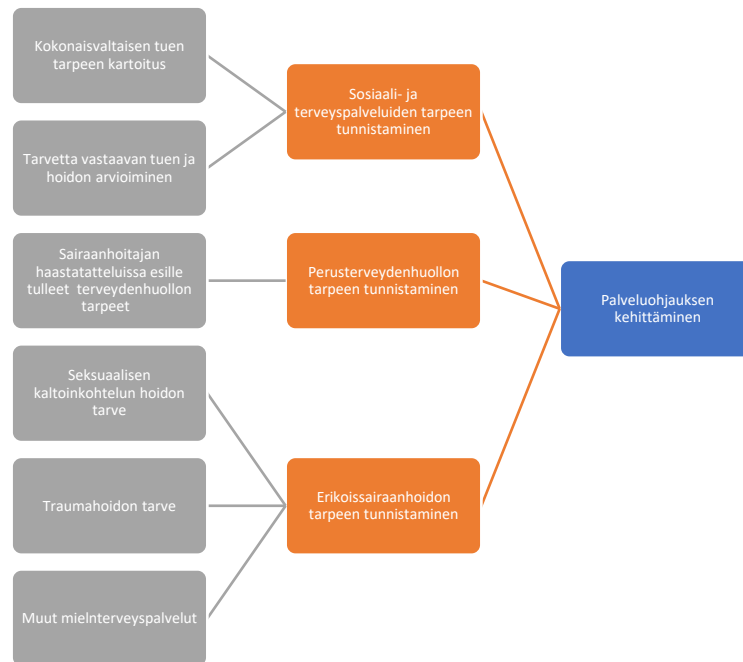 Kokonaisvaltaisen tuen
tarpeen kartoitus
Tarvetta vastaavan tuen ja
hoidon arvioiminen
Sairaanhoitajan
haastatatteluissa esille
tulleet terveydenhuollon
tarpeet
Seksuaalisen
kaltoinkohtelun hoidon
tarve
Traumahoidon tarve
Muut mielnterveyspalvelut
Sosiaali- ja
terveyspalveluiden tarpeen
tunnistaminen
Perusterveydenhuollon
tarpeen tunnistaminen
Erikoissairaanhoidon
tarpeen tunnistaminen
Palveluohjauksen
kehittäminen